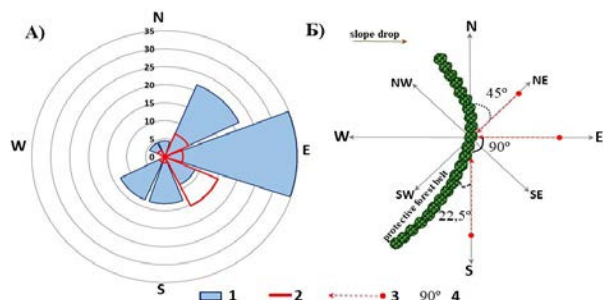 А)
N
35
30
25
20
15
10
5
0
W
E
S
Б)
slope drop
N
NW
NE
45°
W
E
90°
SW
SE
protective forest belt
22,5°
S
1
2
3
90° 4